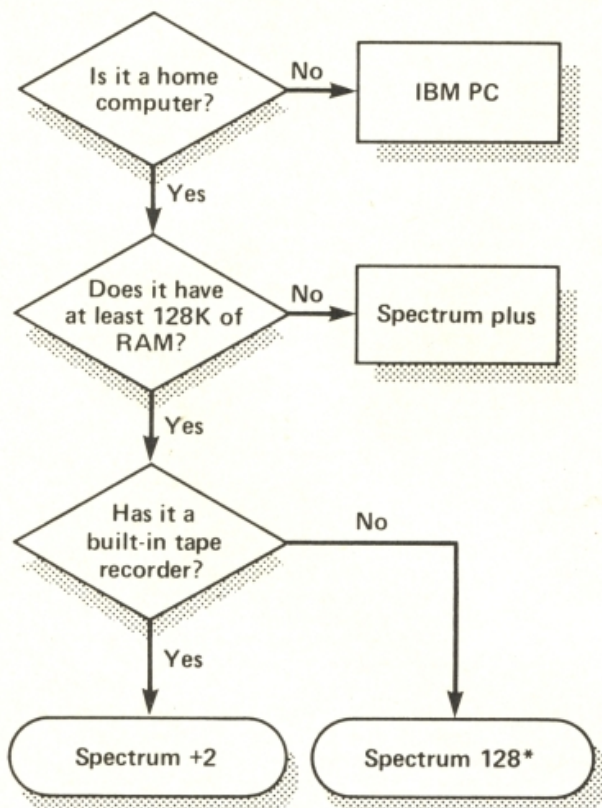 Is it a home
computer?
No
IBM PC
Yes
Does it have
at least 128K of
RAM?
No
Spectrum plus
Yes
Has it a
built-in tape
recorder?
No
Yes
Spectrum +2
Spectrum 128*